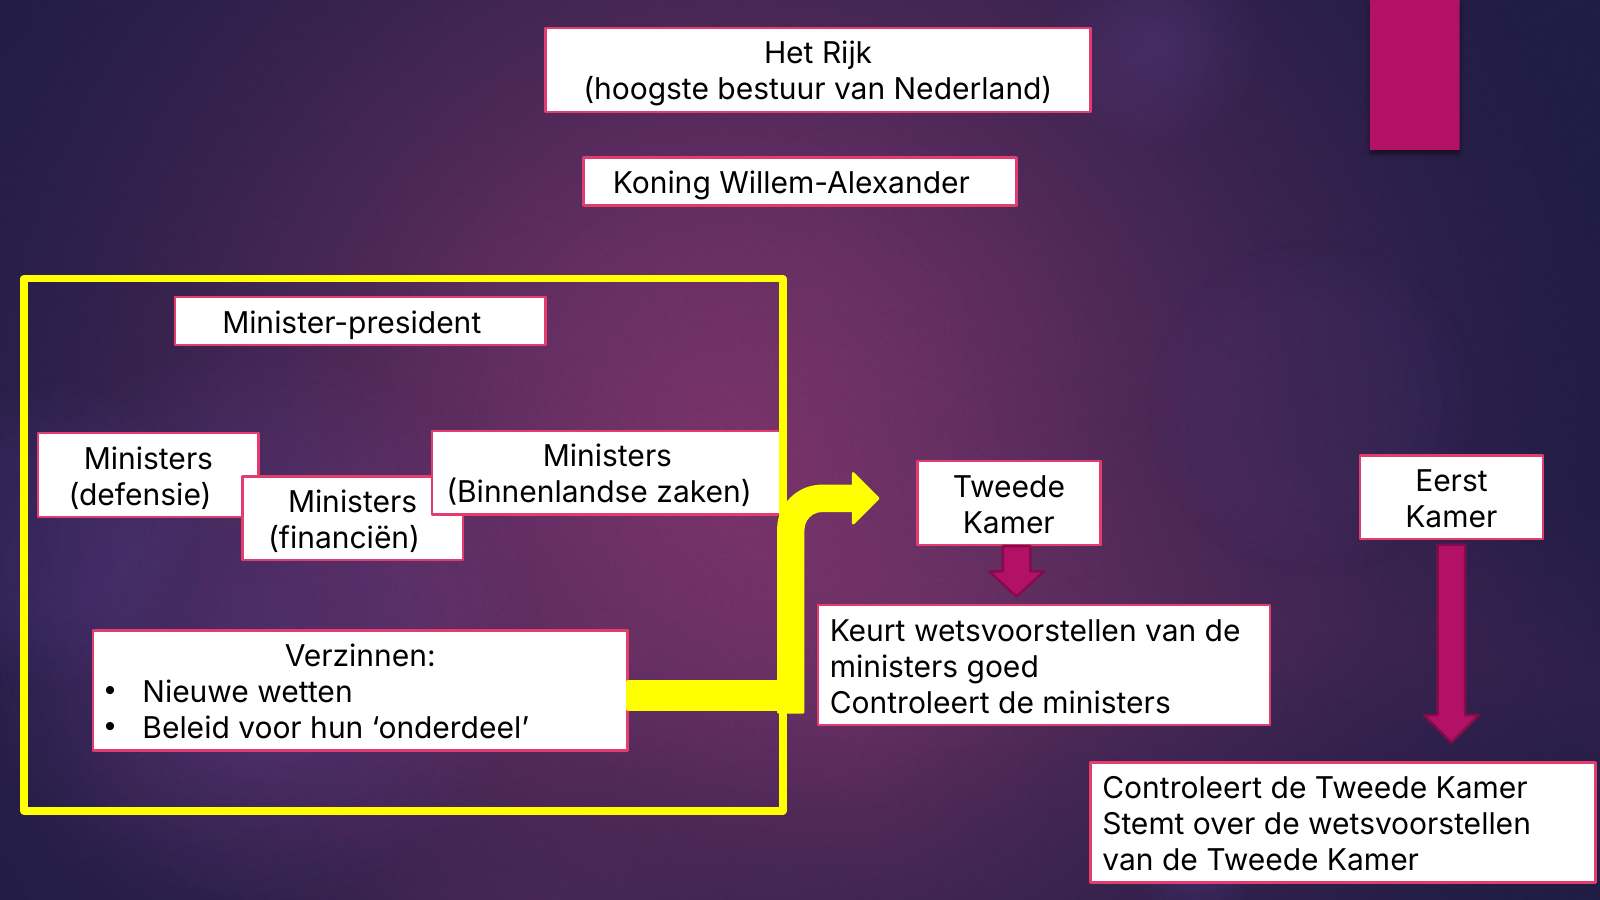 Het Rijk
(hoogste bestuur van Nederland)
Koning Willem-Alexander
Minister-president
Ministers
(defensie)
Ministers
(financiën)
Ministers
(Binnenlandse zaken)
Verzinnen:
• Nieuwe wetten
• Beleid voor hun ‘onderdeel’
Tweede
Kamer
Keurt wetsvoorstellen van de
ministers goed
Controleert de ministers
Eerst
Kamer
Controleert de Tweede Kamer
Stemt over de wetsvoorstellen
van de Tweede Kamer